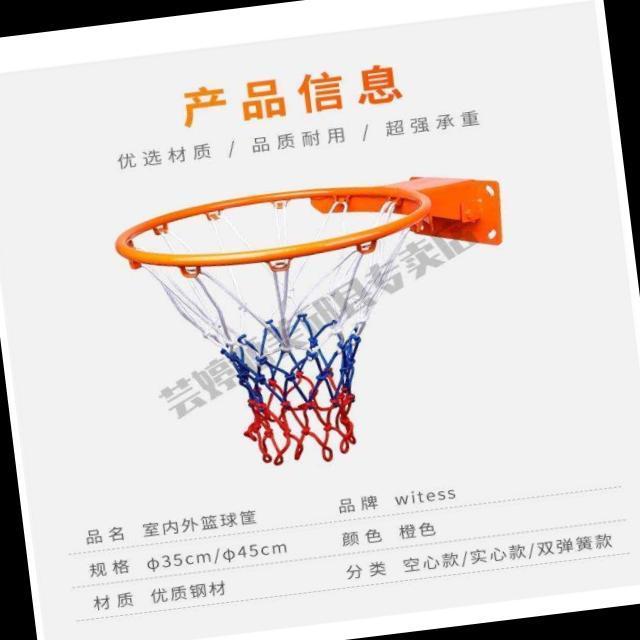 产品信息
优选材质 / 品质耐用 / 超强承重
品名 室内外篮球筐 品牌 witess
规格 φ35cm/φ45cm 颜色 橙色
材质 优质钢材 分类 空心款/实心款/双弹簧款